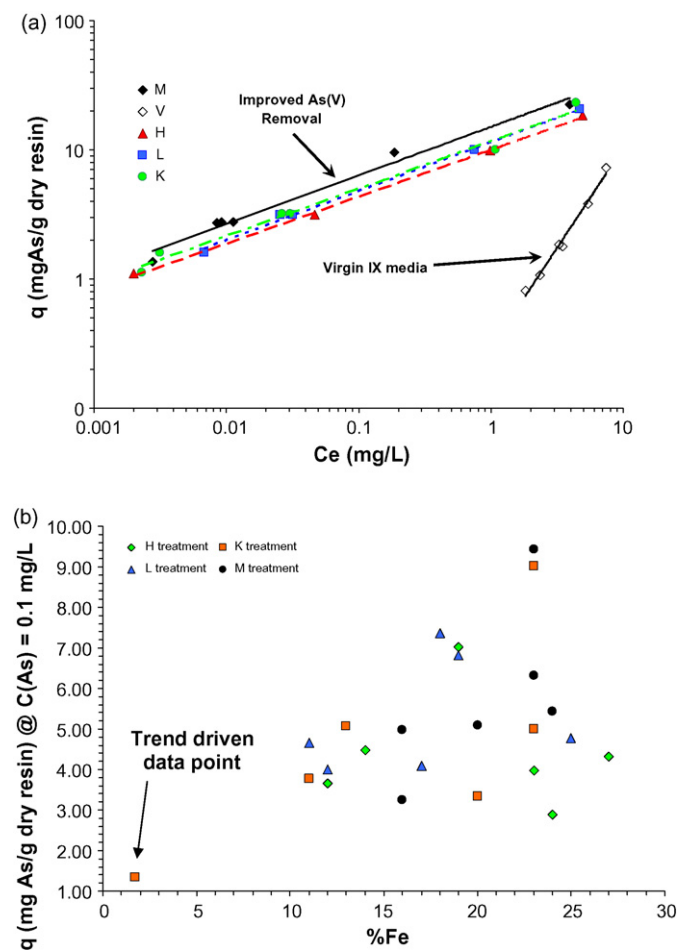 (a)
q (mgAs/g dry resin)
100
10
1
0
0.001
0.01
0.1
1
10
Ce (mg/L)
M
V
H
L
K
Improved As(V)
Removal
Virgin IX media
(b)
q (mg As/g dry resin) @ C(As) = 0.1 mg/L
10.00
9.00
8.00
7.00
6.00
5.00
4.00
3.00
2.00
1.00
0
5
10
15
20
25
30
%Fe
H treatment
K treatment
L treatment
M treatment
Trend driven
data point